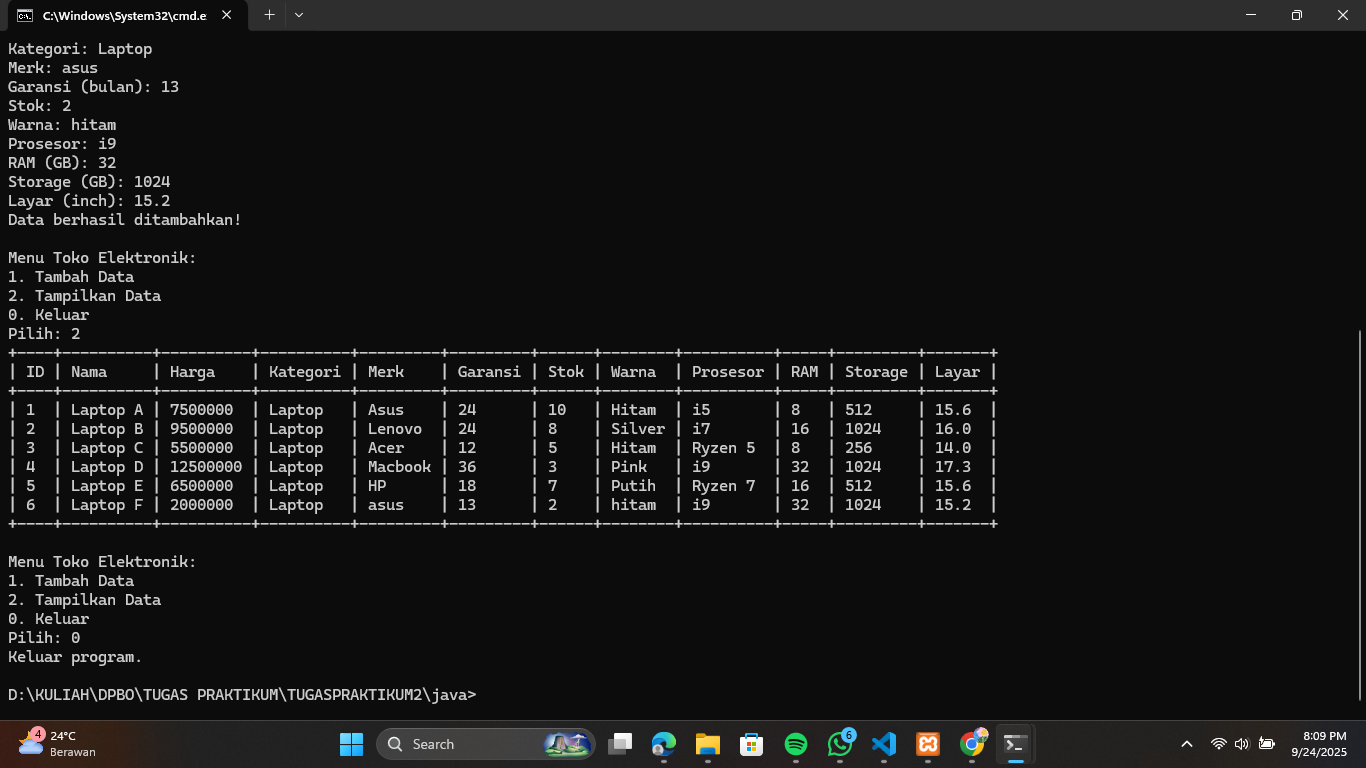 C:\Windows\System32\cmd.e
Kategori: Laptop
Merk: asus
Garansi (bulan): 13
Stok: 2
Warna: hitam
Prosesor: i9
RAM (GB): 32
Storage (GB): 1024
Layar (inch): 15.2
Data berhasil ditambahkan!
Menu Toko Elektronik:
1. Tambah Data
2. Tampilkan Data
0. Keluar
Pilih: 2
+----+----------+----------+----------+---------+---------+------+--------+----------+-----+---------+-------+
| ID | Nama     | Harga    | Kategori | Merk    | Garansi | Stok | Warna  | Prosesor | RAM | Storage | Layar |
+----+----------+----------+----------+---------+---------+------+--------+----------+-----+---------+-------+
| 1  | Laptop A | 7500000  | Laptop   | Asus    | 24      | 10   | Hitam  | i5       | 8   | 512     | 15.6  |
| 2  | Laptop B | 9500000  | Laptop   | Lenovo  | 24      | 8    | Silver | i7       | 16  | 1024    | 16.0  |
| 3  | Laptop C | 5500000  | Laptop   | Acer    | 12      | 5    | Hitam  | Ryzen 5  | 8   | 256     | 14.0  |
| 4  | Laptop D | 12500000 | Laptop   | Macbook | 36      | 3    | Pink   | i9       | 32  | 1024    | 17.3  |
| 5  | Laptop E | 6500000  | Laptop   | HP      | 18      | 7    | Putih  | Ryzen 7  | 16  | 512     | 15.6  |
| 6  | Laptop F | 2000000  | Laptop   | asus    | 13      | 2    | hitam  | i9       | 32  | 1024    | 15.2  |
+----+----------+----------+----------+---------+---------+------+--------+----------+-----+---------+-------+
Menu Toko Elektronik:
1. Tambah Data
2. Tampilkan Data
0. Keluar
Pilih: 0
Keluar program.
D:\KULIAH\DPBO\TUGAS PRAKTIKUM\TUGASPRAKTIKUM2\java>
4
24°C
Berawan
Search
6
8:09 PM
9/24/2025